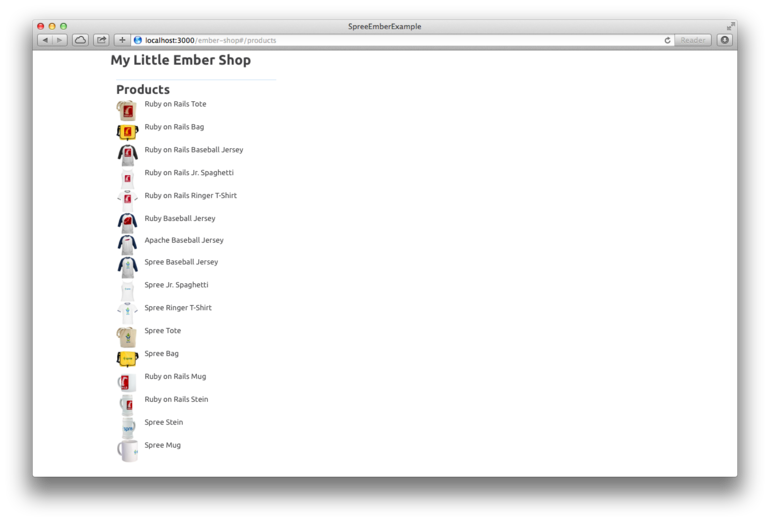 SpreeEmberExample
localhost:3000/ember-shop#/products
Reader
My Little Ember Shop
Products
Ruby on Rails Tote
Ruby on Rails Bag
Ruby on Rails Baseball Jersey
Ruby on Rails Jr. Spaghetti
Ruby on Rails Ringer T-Shirt
Ruby Baseball Jersey
Apache Baseball Jersey
Spree Baseball Jersey
Spree Jr. Spaghetti
Spree Ringer T-Shirt
Spree Tote
Spree Bag
Ruby on Rails Mug
Ruby on Rails Stein
Spree Stein
Spree Mug